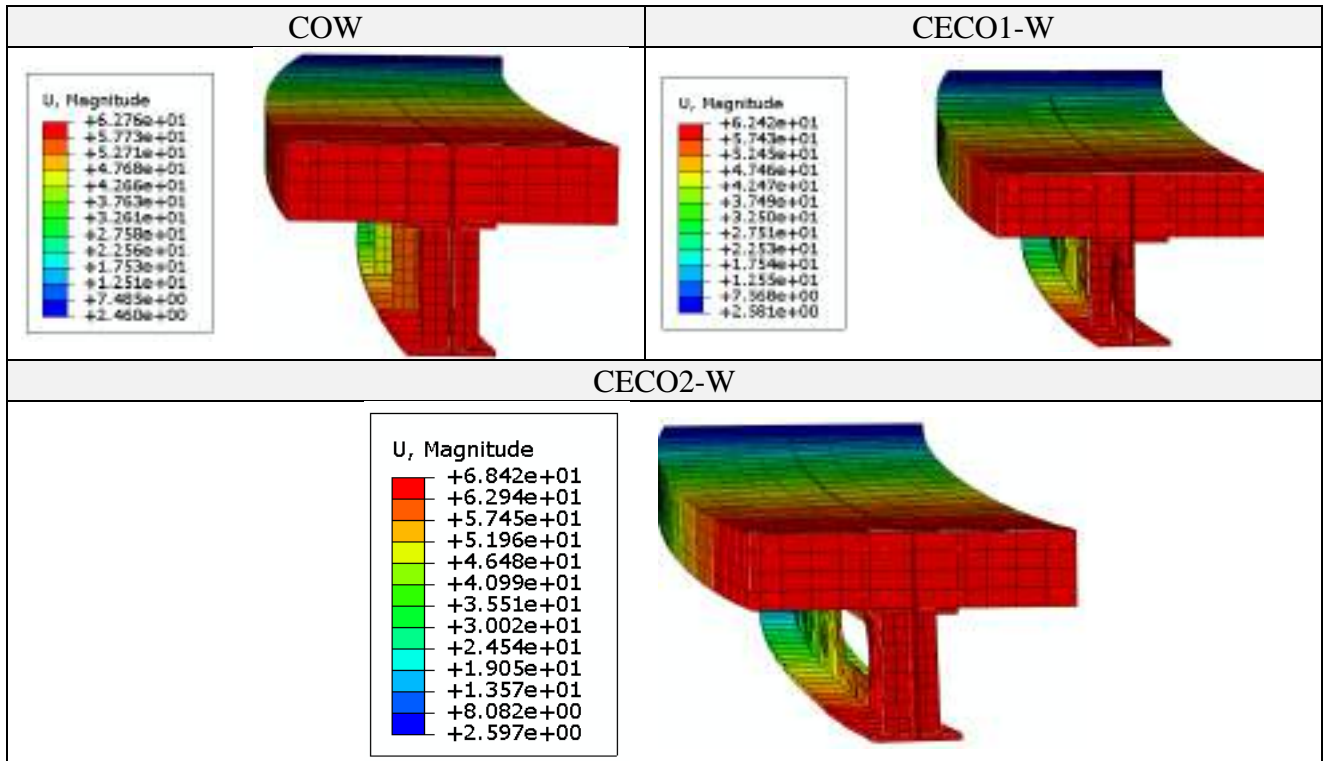 COW
CECO1-W
U, Magnitude
+6.276e+01
+5.773e+01
+5.271e+01
+4.768e+01
+4.266e+01
+3.763e+01
+3.261e+01
+2.758e+01
+2.256e+01
+1.753e+01
+1.251e+01
+7.485e+00
+2.460e+00
U, Magnitude
+6.242e+01
+5.743e+01
+5.245e+01
+4.746e+01
+4.247e+01
+3.749e+01
+3.250e+01
+2.751e+01
+2.253e+01
+1.754e+01
+1.255e+01
+7.568e+00
+2.581e+00
CECO2-W
U, Magnitude
+6.842e+01
+6.294e+01
+5.745e+01
+5.196e+01
+4.648e+01
+4.099e+01
+3.551e+01
+3.002e+01
+2.454e+01
+1.905e+01
+1.357e+01
+8.082e+00
+2.597e+00